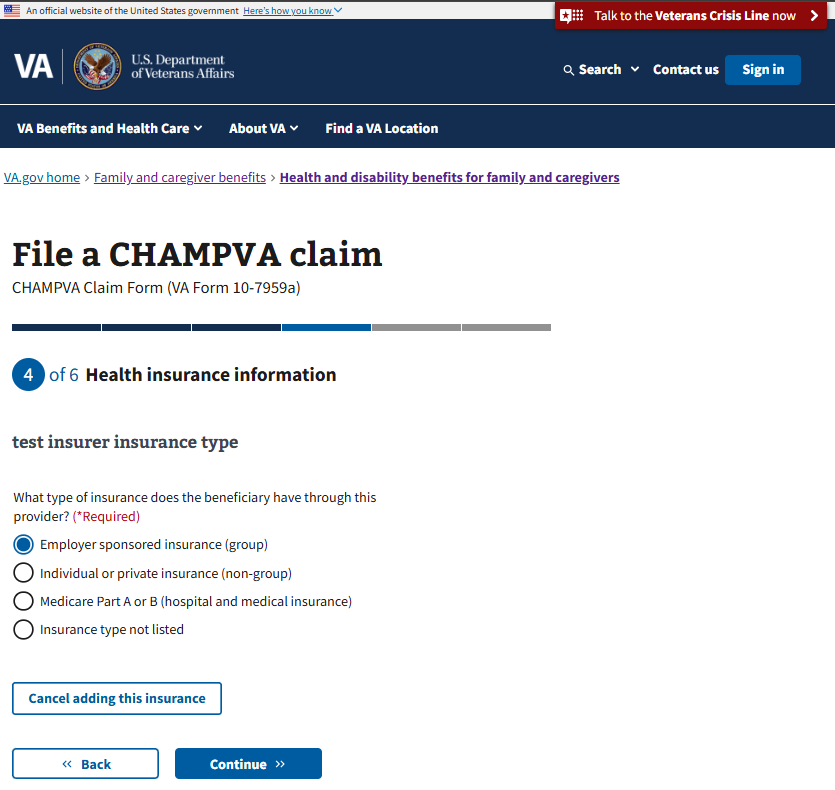 An official website of the United States government Here's how you know
Talk to the Veterans Crisis Line now
VA
U.S. Department
of Veterans Affairs
Search
Contact us
Sign in
VA Benefits and Health Care
About VA
Find a VA Location
VA.gov home › Family and caregiver benefits › Health and disability benefits for family and caregivers
File a CHAMPVA claim
CHAMPVA Claim Form (VA Form 10-7959a)
4 of 6 Health insurance information
test insurer insurance type
What type of insurance does the beneficiary have through this
provider? (*Required)
Employer sponsored insurance (group)
Individual or private insurance (non-group)
Medicare Part A or B (hospital and medical insurance)
Insurance type not listed
Cancel adding this insurance
« Back
Continue »